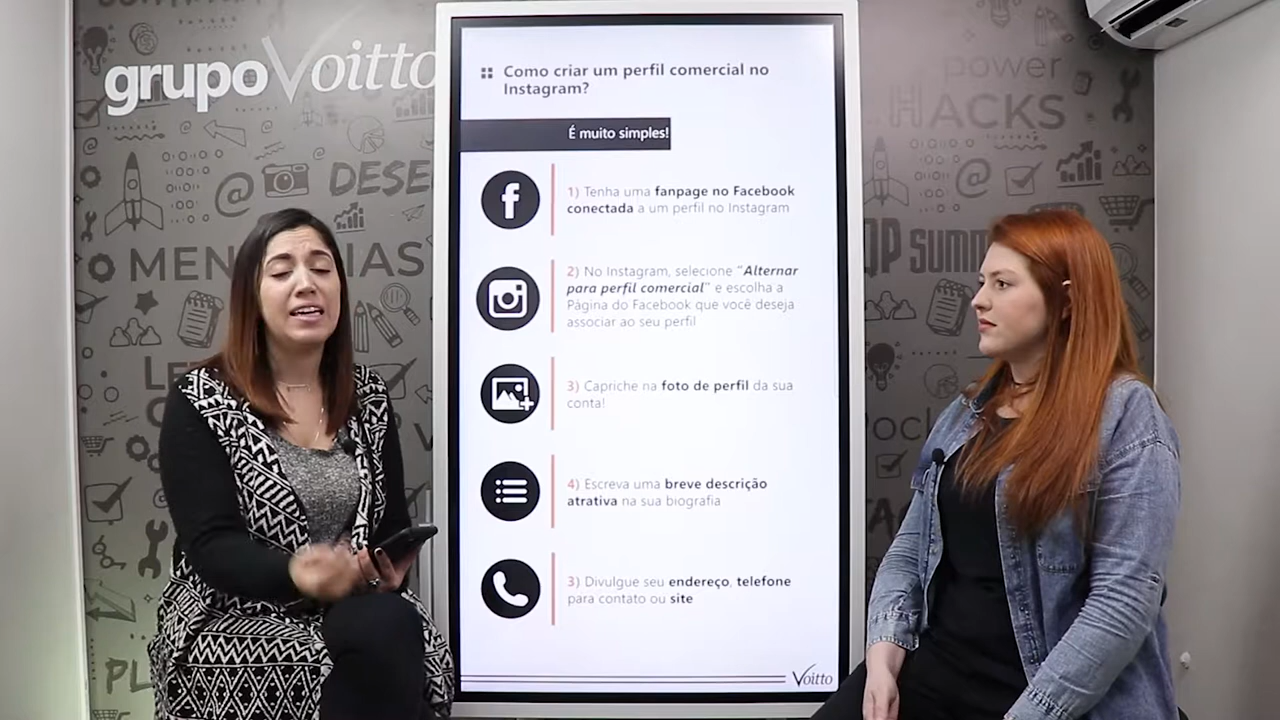 grupo Voitto
power
HACKS
DESE
MEN
IAS
SUMM
Como criar um perfil comercial no
Instagram?
É muito simples!
1) Tenha uma fanpage no Facebook
conectada a um perfil no Instagram
2) No Instagram, selecione "Alternar
para perfil comercial" e escolha a
Página do Facebook que você deseja
associar ao seu perfil
3) Capriche na foto de perfil da sua
conta!
4) Escreva uma breve descrição
atrativa na sua biografia
3) Divulgue seu endereço, telefone
para contato ou site
Voitto